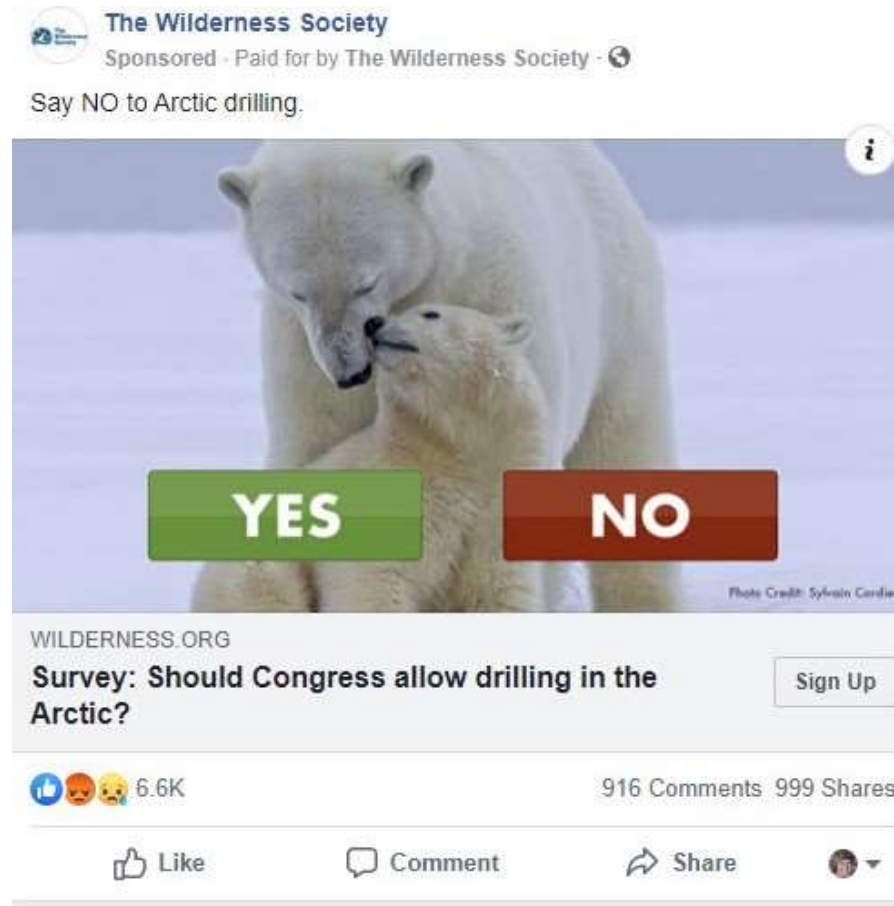 The Wilderness Society
Sponsored · Paid for by The Wilderness Society ·
Say NO to Arctic drilling.
i
YES NO
Photo Credit: Sylvain Cordie
WILDERNESS.ORG
Survey: Should Congress allow drilling in the
Arctic?
Sign Up
6.6K 916 Comments 999 Shares
Like Comment Share